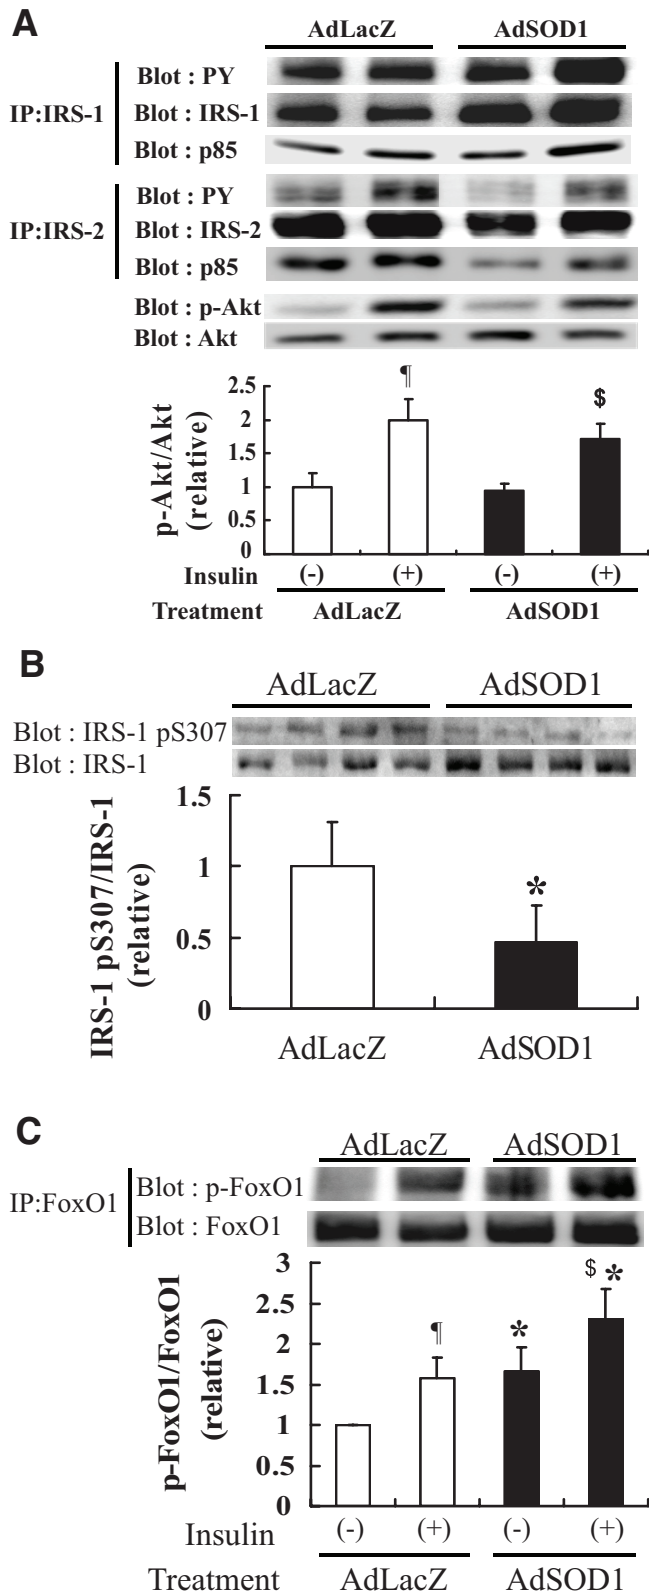 A
AdLacZ AdSOD1
IP:IRS-1
Blot : PY
Blot : IRS-1
Blot : p85
IP:IRS-2
Blot : PY
Blot : IRS-2
Blot : p85
Blot : p-Akt
Blot : Akt
p-Akt/Akt
(relative)
2.5
2
1.5
1
0.5
0
¶ $
Insulin (-) (+) (-) (+)
Treatment AdLacZ AdSOD1
B
AdLacZ AdSOD1
Blot : IRS-1 pS307
Blot : IRS-1
IRS-1 pS307/IRS-1
(relative)
1.5
1
0.5
0
*
AdLacZ AdSOD1
C
AdLacZ AdSOD1
IP:FoxO1
Blot : p-FoxO1
Blot : FoxO1
p-FoxO1/FoxO1
(relative)
3
2.5
2
1.5
1
0.5
0
¶ * $ *
Insulin (-) (+) (-) (+)
Treatment AdLacZ AdSOD1